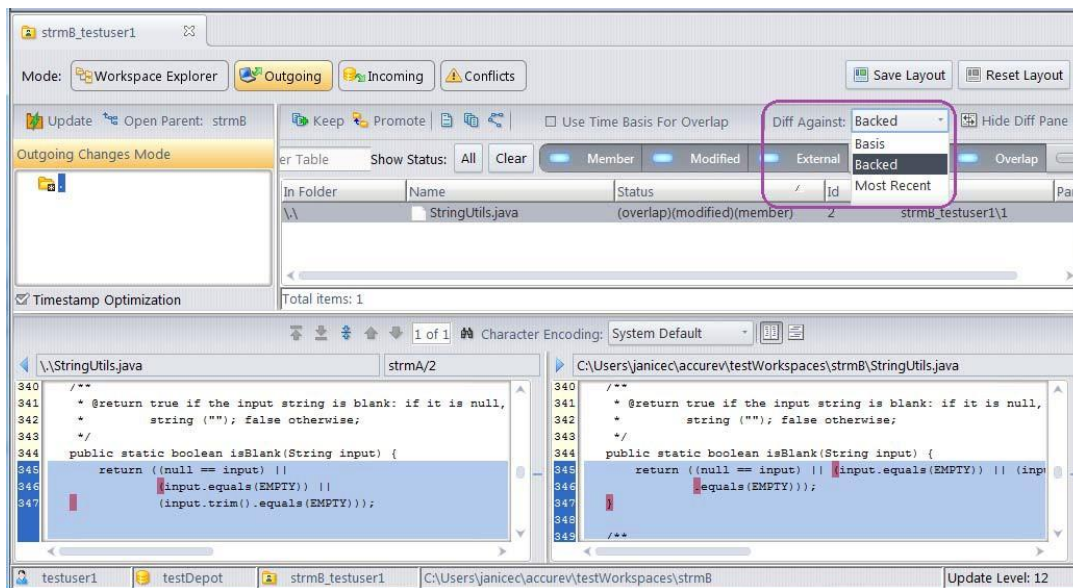 strmB_testuser1
Mode: Workspace Explorer Outgoing Incoming Conflicts Save Layout Reset Layout
Update Open Parent: strmB Keep Promote Use Time Basis For Overlap Diff Against: Backed Hide Diff Pane
Outgoing Changes Mode
er Table Show Status: All Clear Member Modified External Overlap
Basis
Backed
Most Recent
In Folder Name Status Id Pa
\.\ StringUtils.java (overlap)(modified)(member) 2 strmB_testuser1\1
Timestamp Optimization Total items: 1
1 of 1 Character Encoding: System Default
\.\StringUtils.java strmA/2 C:\Users\janicec\accurev\testWorkspaces\strmB\StringUtils.java
340 /**
341 * @return true if the input string is blank: if it is null,
342 * string (""); false otherwise;
343 */
344 public static boolean isBlank(String input) {
345 return ((null == input) ||
346 (input.equals(EMPTY)) ||
347 (input.trim().equals(EMPTY)));
340 /**
341 * @return true if the input string is blank: if it is null,
342 * string (""); false otherwise;
343 */
344 public static boolean isBlank(String input) {
345 return ((null == input) || (input.equals(EMPTY)) || (inp
346 .equals(EMPTY)));
347 }
348
349 /**
testuser1 testDepot strmB_testuser1 C:\Users\janicec\accurev\testWorkspaces\strmB Update Level: 12